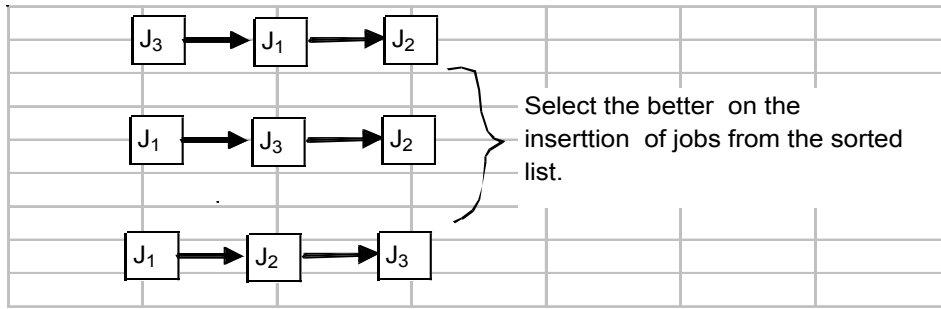 J₃ J₁ J₂
Select the better on the
J₁ J₃ J₂
inserttion of jobs from the sorted
list.
J₁ J₂ J₃